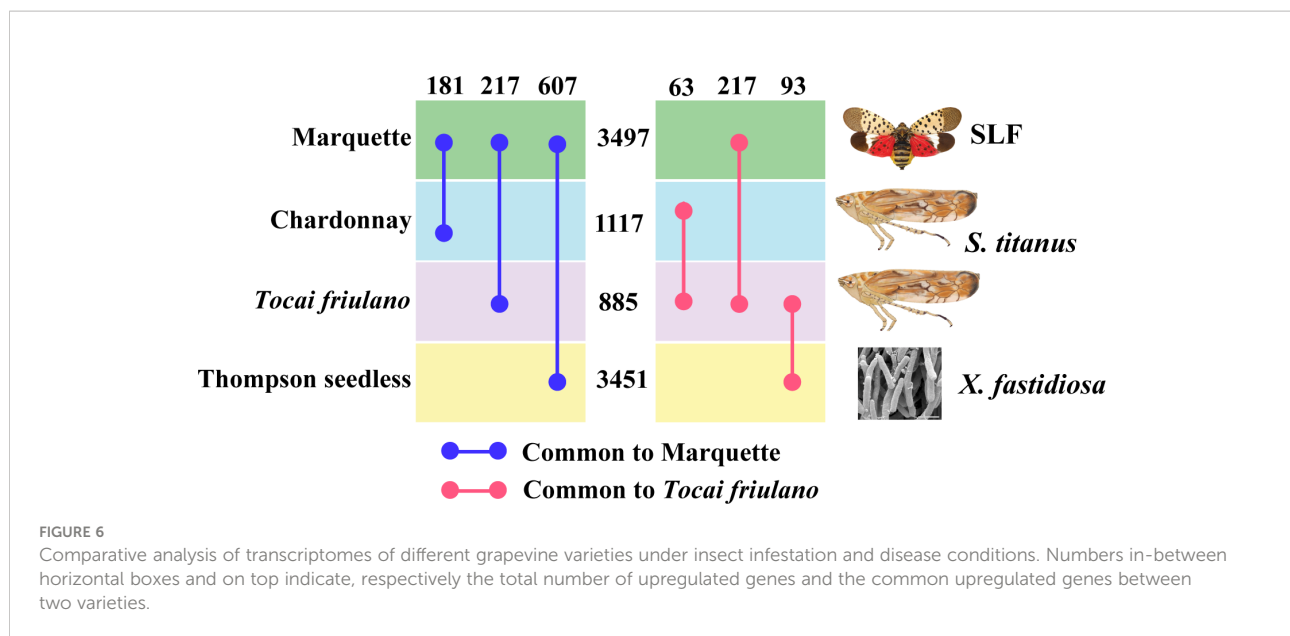 181 217 607 63 217 93
Marquette 3497 SLF
Chardonnay 1117
S. titanus
Tocai friulano 885
Thompson seedless 3451 X. fastidiosa
Common to Marquette
Common to Tocai friulano
FIGURE 6
Comparative analysis of transcriptomes of different grapevine varieties under insect infestation and disease conditions. Numbers in-between
horizontal boxes and on top indicate, respectively the total number of upregulated genes and the common upregulated genes between
two varieties.